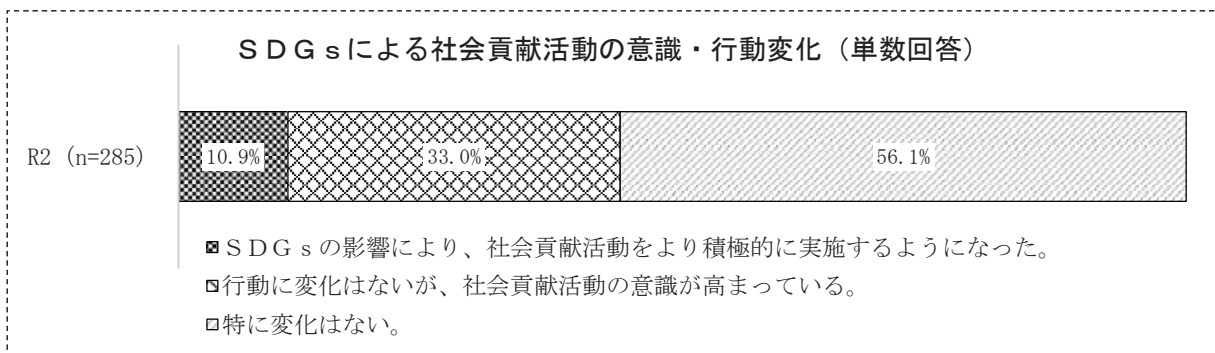 ＳＤＧｓによる社会貢献活動の意識・行動変化（単数回答）
R2 (n=285)
10.9%
33.0%
56.1%
ＳＤＧｓの影響により、社会貢献活動をより積極的に実施するようになった。
行動に変化はないが、社会貢献活動の意識が高まっている。
特に変化はない。